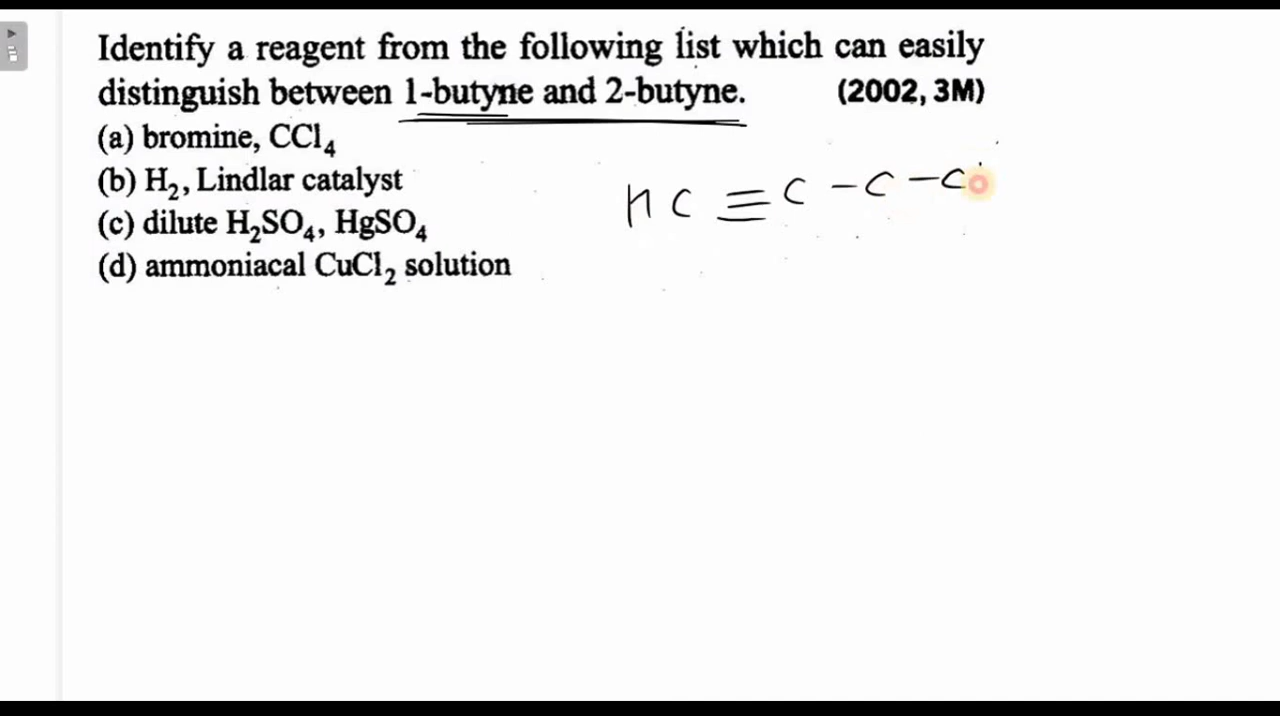 Identify a reagent from the following list which can easily
distinguish between 1-butyne and 2-butyne. (2002, 3M)
(a) bromine, CCl₄
(b) H₂, Lindlar catalyst
(c) dilute H₂SO₄, HgSO₄
(d) ammoniacal CuCl₂ solution
HC≡C-C-C